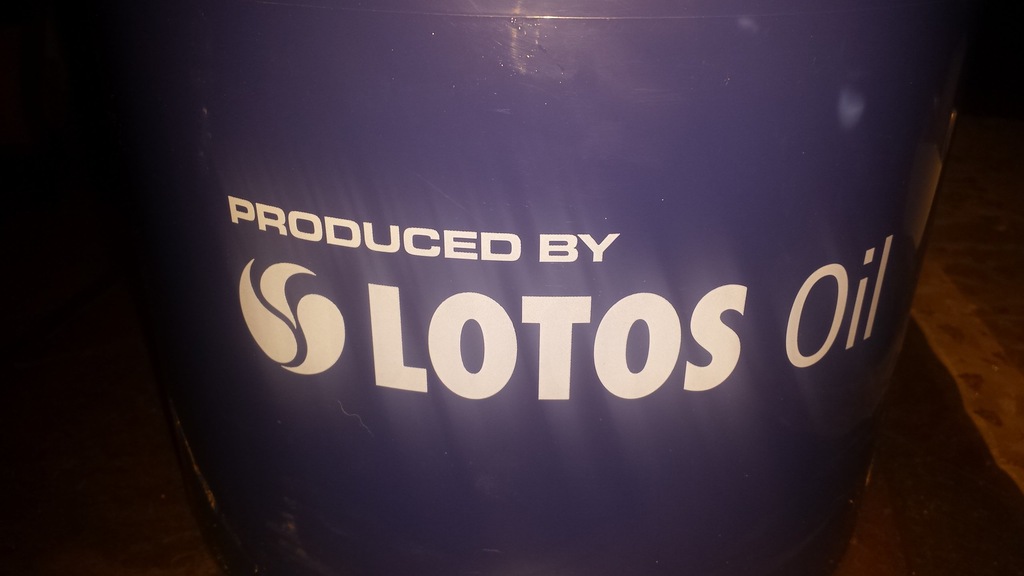 PRODUCED BY
LOTOS Oil